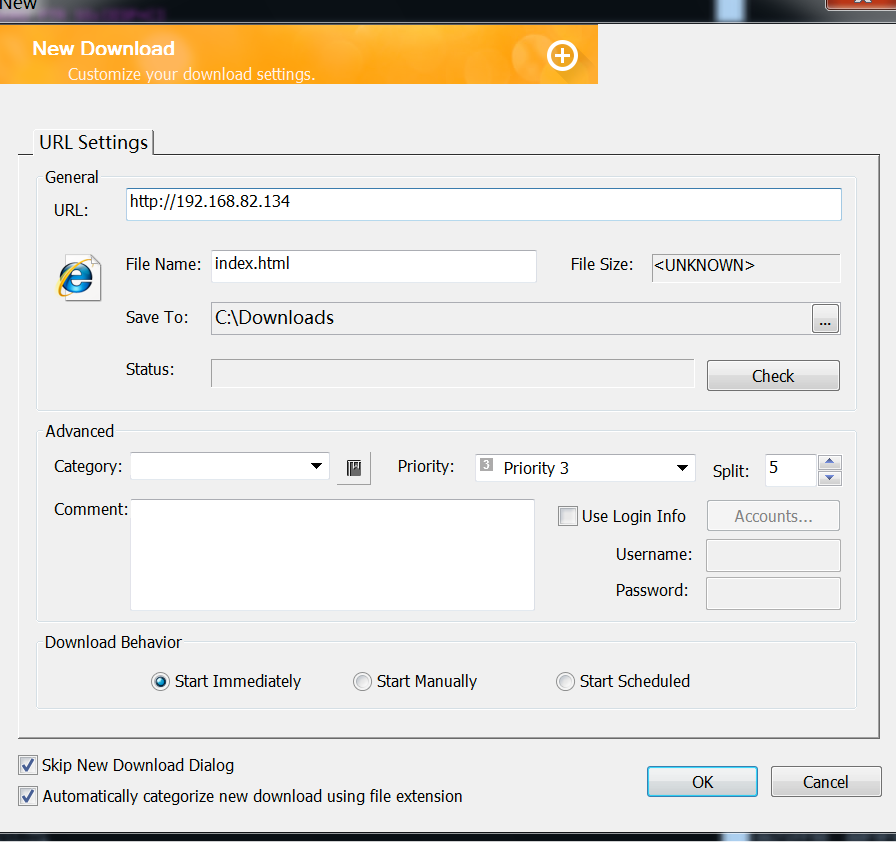 New
New Download
Customize your download settings.
URL Settings
General
URL: http://192.168.82.134
File Name: index.html File Size: <UNKNOWN>
Save To: C:\Downloads ...
Status: Check
Advanced
Category: Priority: 3 Priority 3 Split: 5
Comment: Use Login Info Accounts...
Username:
Password:
Download Behavior
Start Immediately Start Manually Start Scheduled
Skip New Download Dialog
Automatically categorize new download using file extension
OK Cancel